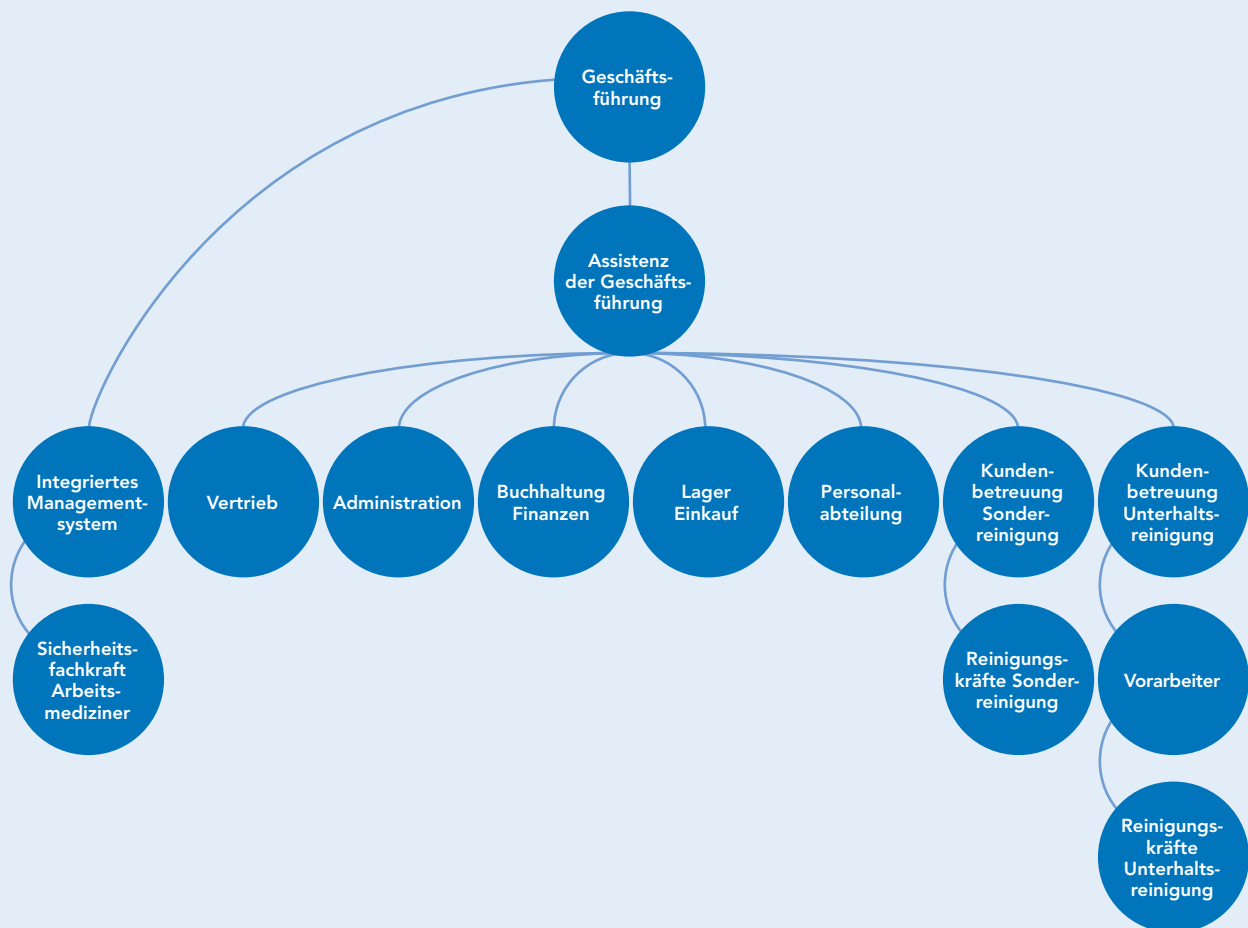 Geschäfts-
führung
Assistenz
der Geschäfts-
führung
Integriertes
Management-
system
Vertrieb
Administration
Buchhaltung
Finanzen
Lager
Einkauf
Personal-
abteilung
Kunden-
betreuung
Sonder-
reinigung
Kunden-
betreuung
Unterhalts-
reinigung
Sicherheits-
fachkraft
Arbeits-
mediziner
Reinigungs-
kräfte Sonder-
reinigung
Vorarbeiter
Reinigungs-
kräfte
Unterhalts-
reinigung